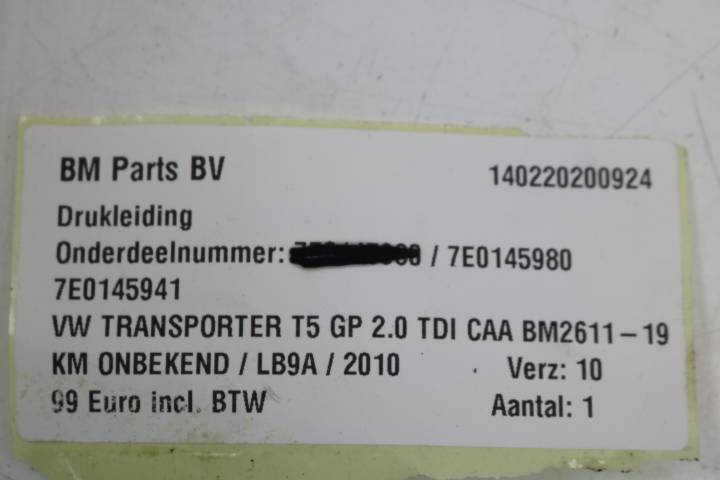 BM Parts BV 140220200924
Drukleiding
Onderdeelnummer: / 7E0145980
7E0145941
VW TRANSPORTER T5 GP 2.0 TDI CAA BM2611-19
KM ONBEKEND / LB9A / 2010 Verz: 10
99 Euro incl. BTW Aantal: 1